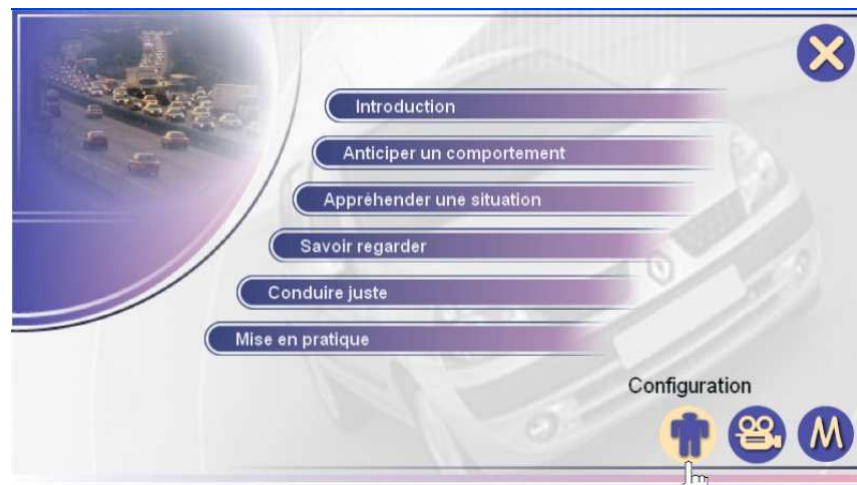 Introduction
Anticiper un comportement
Appréhender une situation
Savoir regarder
Conduire juste
Mise en pratique
Configuration
M